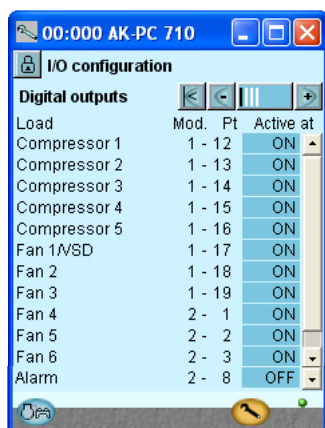 00:000 AK-PC 710
I/O configuration
Digital outputs
Load Mod. Pt Active at
Compressor 1 1 - 12 ON
Compressor 2 1 - 13 ON
Compressor 3 1 - 14 ON
Compressor 4 1 - 15 ON
Compressor 5 1 - 16 ON
Fan 1/VSD 1 - 17 ON
Fan 2 1 - 18 ON
Fan 3 1 - 19 ON
Fan 4 2 - 1 ON
Fan 5 2 - 2 ON
Fan 6 2 - 3 ON
Alarm 2 - 8 OFF